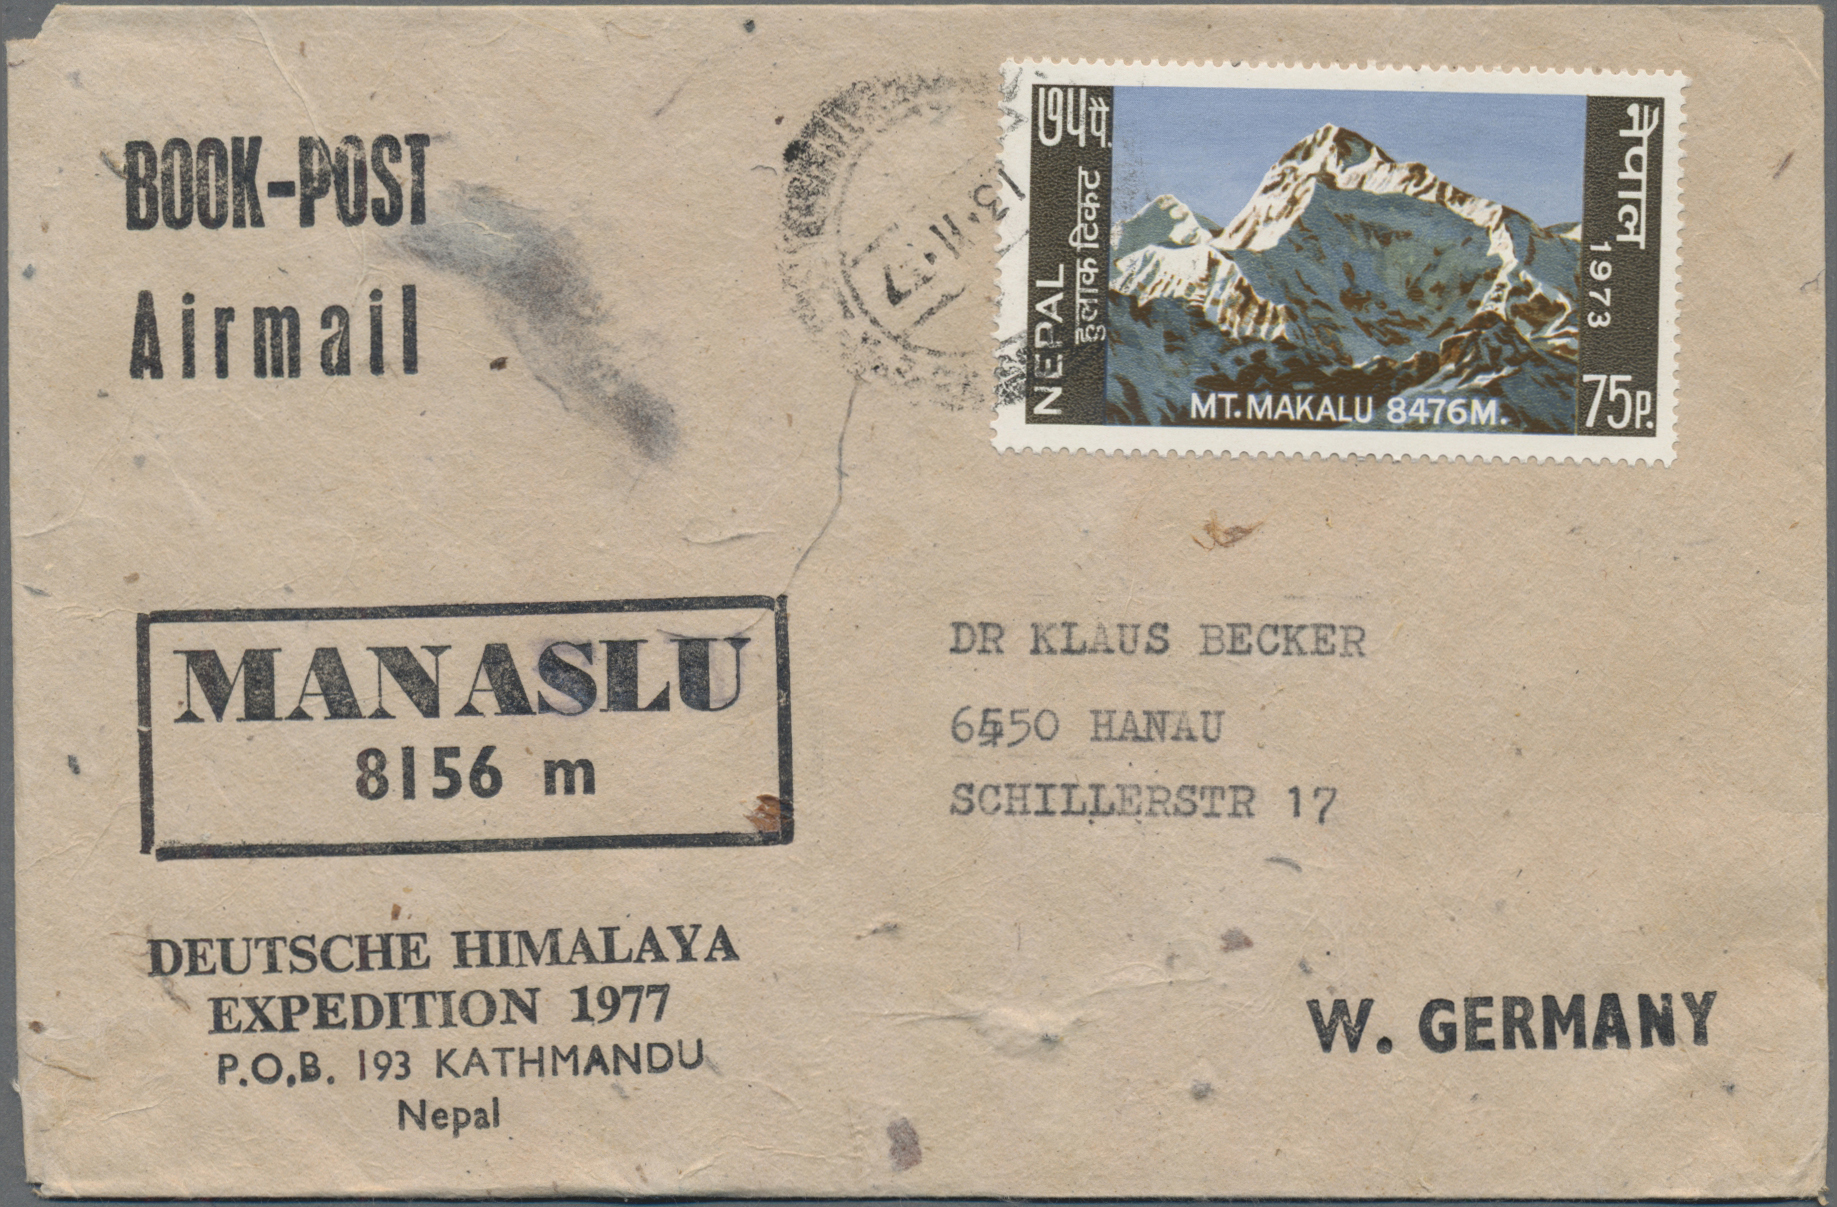 BOOK-POST
Airmail
७५ पै
हुलाक टिकट
NEPAL
नेपाल
1973
75P.
MT. MAKALU 8476M.
MANASLU
8156 m
DR KLAUS BECKER
6450 HANAU
SCHILLERSTR 17
DEUTSCHE HIMALAYA
EXPEDITION 1977
P.O.B. 193 KATHMANDU
Nepal
W. GERMANY